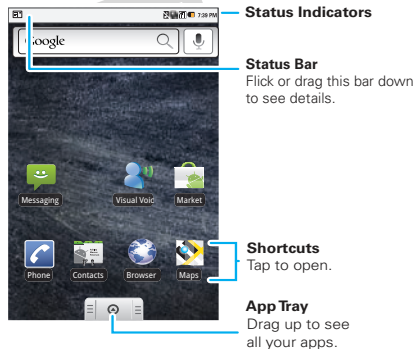 7:39 PM
Status Indicators
Google
Status Bar
Flick or drag this bar down
to see details.
Messaging
Visual Void
Market
Phone
Contacts
Browser
Maps
Shortcuts
Tap to open.
App Tray
Drag up to see
all your apps.